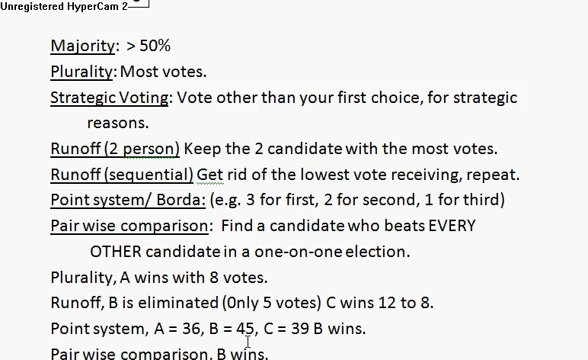 Unregistered HyperCam 2
Majority: > 50%
Plurality: Most votes.
Strategic Voting: Vote other than your first choice, for strategic
reasons.
Runoff (2 person) Keep the 2 candidate with the most votes.
Runoff (sequential) Get rid of the lowest vote receiving, repeat.
Point system/ Borda: (e.g. 3 for first, 2 for second, 1 for third)
Pair wise comparison:  Find a candidate who beats EVERY
OTHER candidate in a one-on-one election.
Plurality, A wins with 8 votes.
Runoff, B is eliminated (0nly 5 votes) C wins 12 to 8.
Point system, A = 36, B = 45, C = 39 B wins.
Pair wise comparison, B wins.